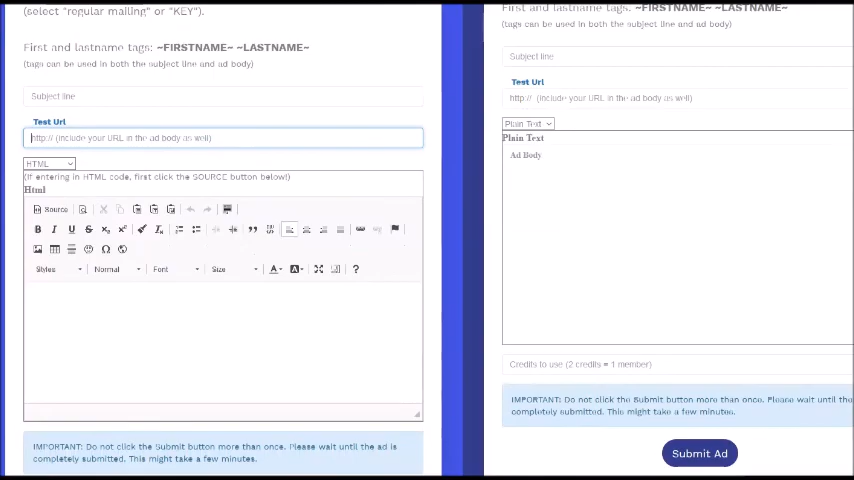 (select "regular mailing" or "KEY").
First and lastname tags: ~FIRSTNAME~ ~LASTNAME~
(tags can be used in both the subject line and ad body)
Subject line
Test Url
http:// (include your URL in the ad body as well)
HTML
(If entering in HTML code, first click the SOURCE button below!)
Html
Source
Styles Normal Font Size
IMPORTANT: Do not click the Submit button more than once. Please wait until the ad is
completely submitted. This might take a few minutes.
First and lastname tags: ~FIRSTNAME~ ~LASTNAME~
(tags can be used in both the subject line and ad body)
Subject line
Test Url
http:// (include your URL in the ad body as well)
Plain Text
Plain Text
Ad Body
Credits to use (2 credits = 1 member)
IMPORTANT: Do not click the Submit button more than once. Please wait until the
completely submitted. This might take a few minutes.
Submit Ad